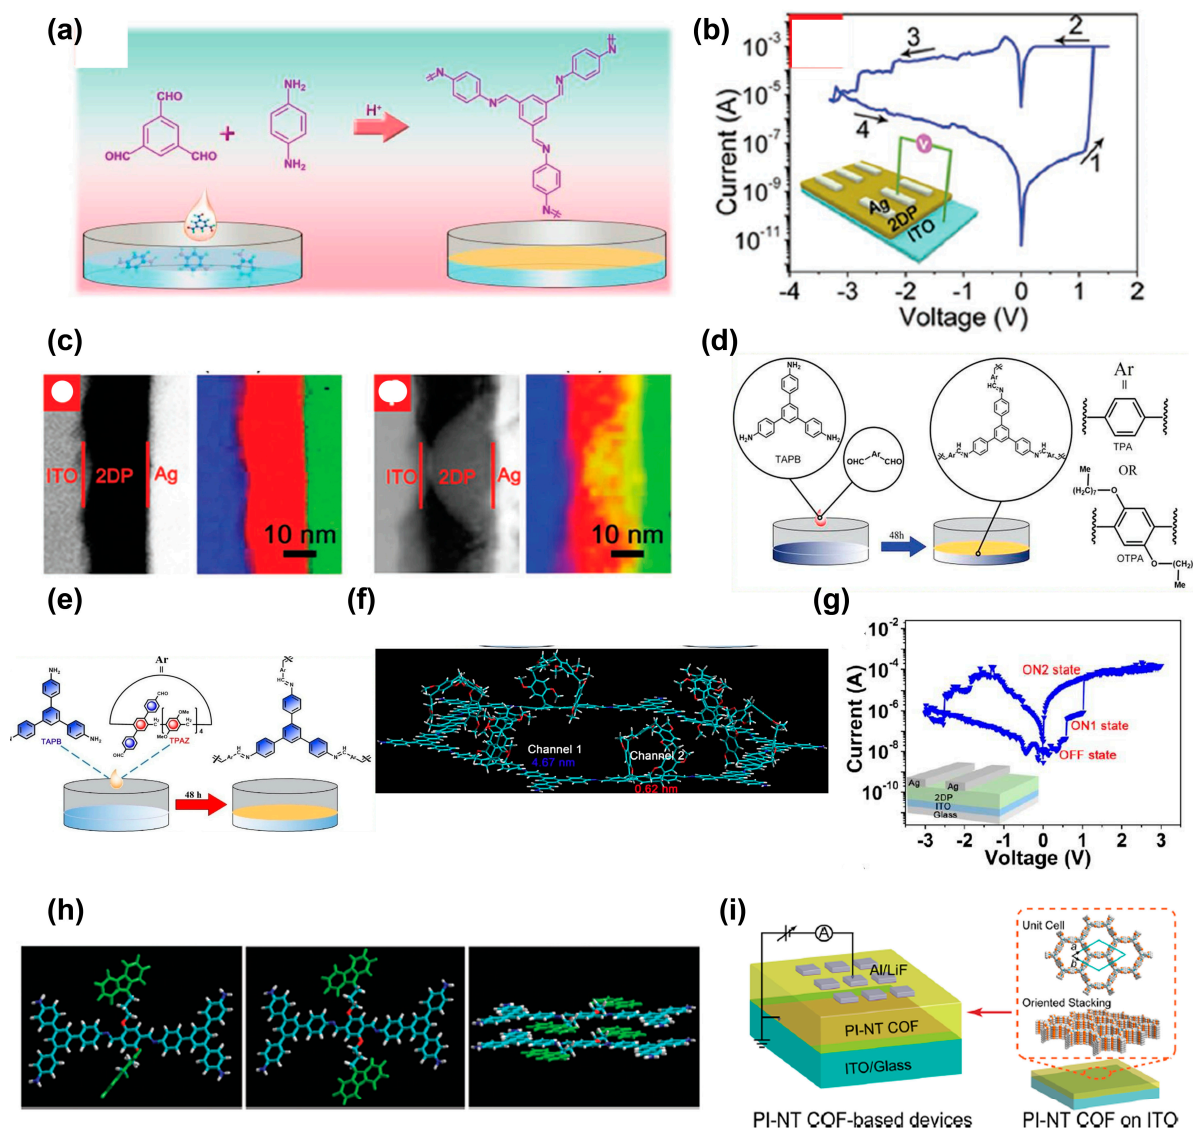 (a)
CHO
OHC
CHO
+
NH₂
NH₂
H⁺
N
N
N
N
N
N
(b)
10⁻³
10⁻⁵
10⁻⁷
10⁻⁹
10⁻¹¹
Current (A)
3
2
4
1
V
Ag
2DP
ITO
-4 -3 -2 -1 0 1 2
Voltage (V)
(c)
ITO 2DP Ag
10 nm
ITO 2DP Ag
10 nm
(d)
NH₂
H₂N
NH₂
TAPB
OHC Ar CHO
48h
Ar
HC
N
Ar
=
TPA
OR
Me
(H₂C)₇ O
OTPA
O (CH₂)
Me
(e)
NH₂
NH₂
TAPB
Ar
=
CHO
CHO
OMe
MeO
H₂
C
4
TPAZ
48 h
Ar
HC
N
(f)
Channel 1
4.67 nm
Channel 2
0.62 nm
(g)
10⁻²
10⁻⁴
10⁻⁶
10⁻⁸
10⁻¹⁰
Current (A)
ON2 state
ON1 state
OFF state
Ag
Ag
2DP
ITO
Glass
-3 -2 -1 0 1 2 3
Voltage (V)
(h)
(i)
A
Al/LiF
PI-NT COF
ITO/Glass
PI-NT COF-based devices
Unit Cell
a
b
Oriented Stacking
PI-NT COF on ITO